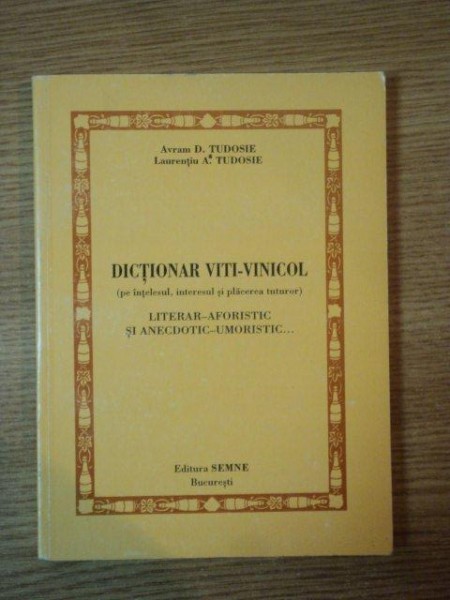 Avram D. TUDOSIE
Laurențiu A. TUDOSIE
DICȚIONAR VITI-VINICOL
(pe înțelesul, interesul și plăcerea tuturor)
LITERAR–AFORISTIC
ȘI ANECDOTIC–UMORISTIC...
Editura SEMNE
București